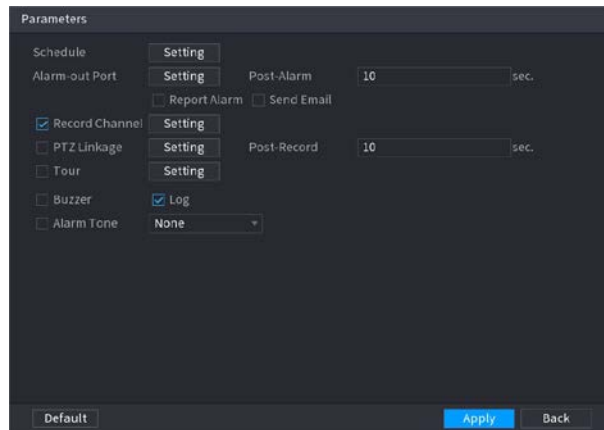 Parameters
Schedule Setting
Alarm-out Port Setting Post-Alarm 10 sec.
Report Alarm Send Email
Record Channel Setting
PTZ Linkage Setting Post-Record 10 sec.
Tour Setting
Buzzer Log
Alarm Tone None
Default Apply Back